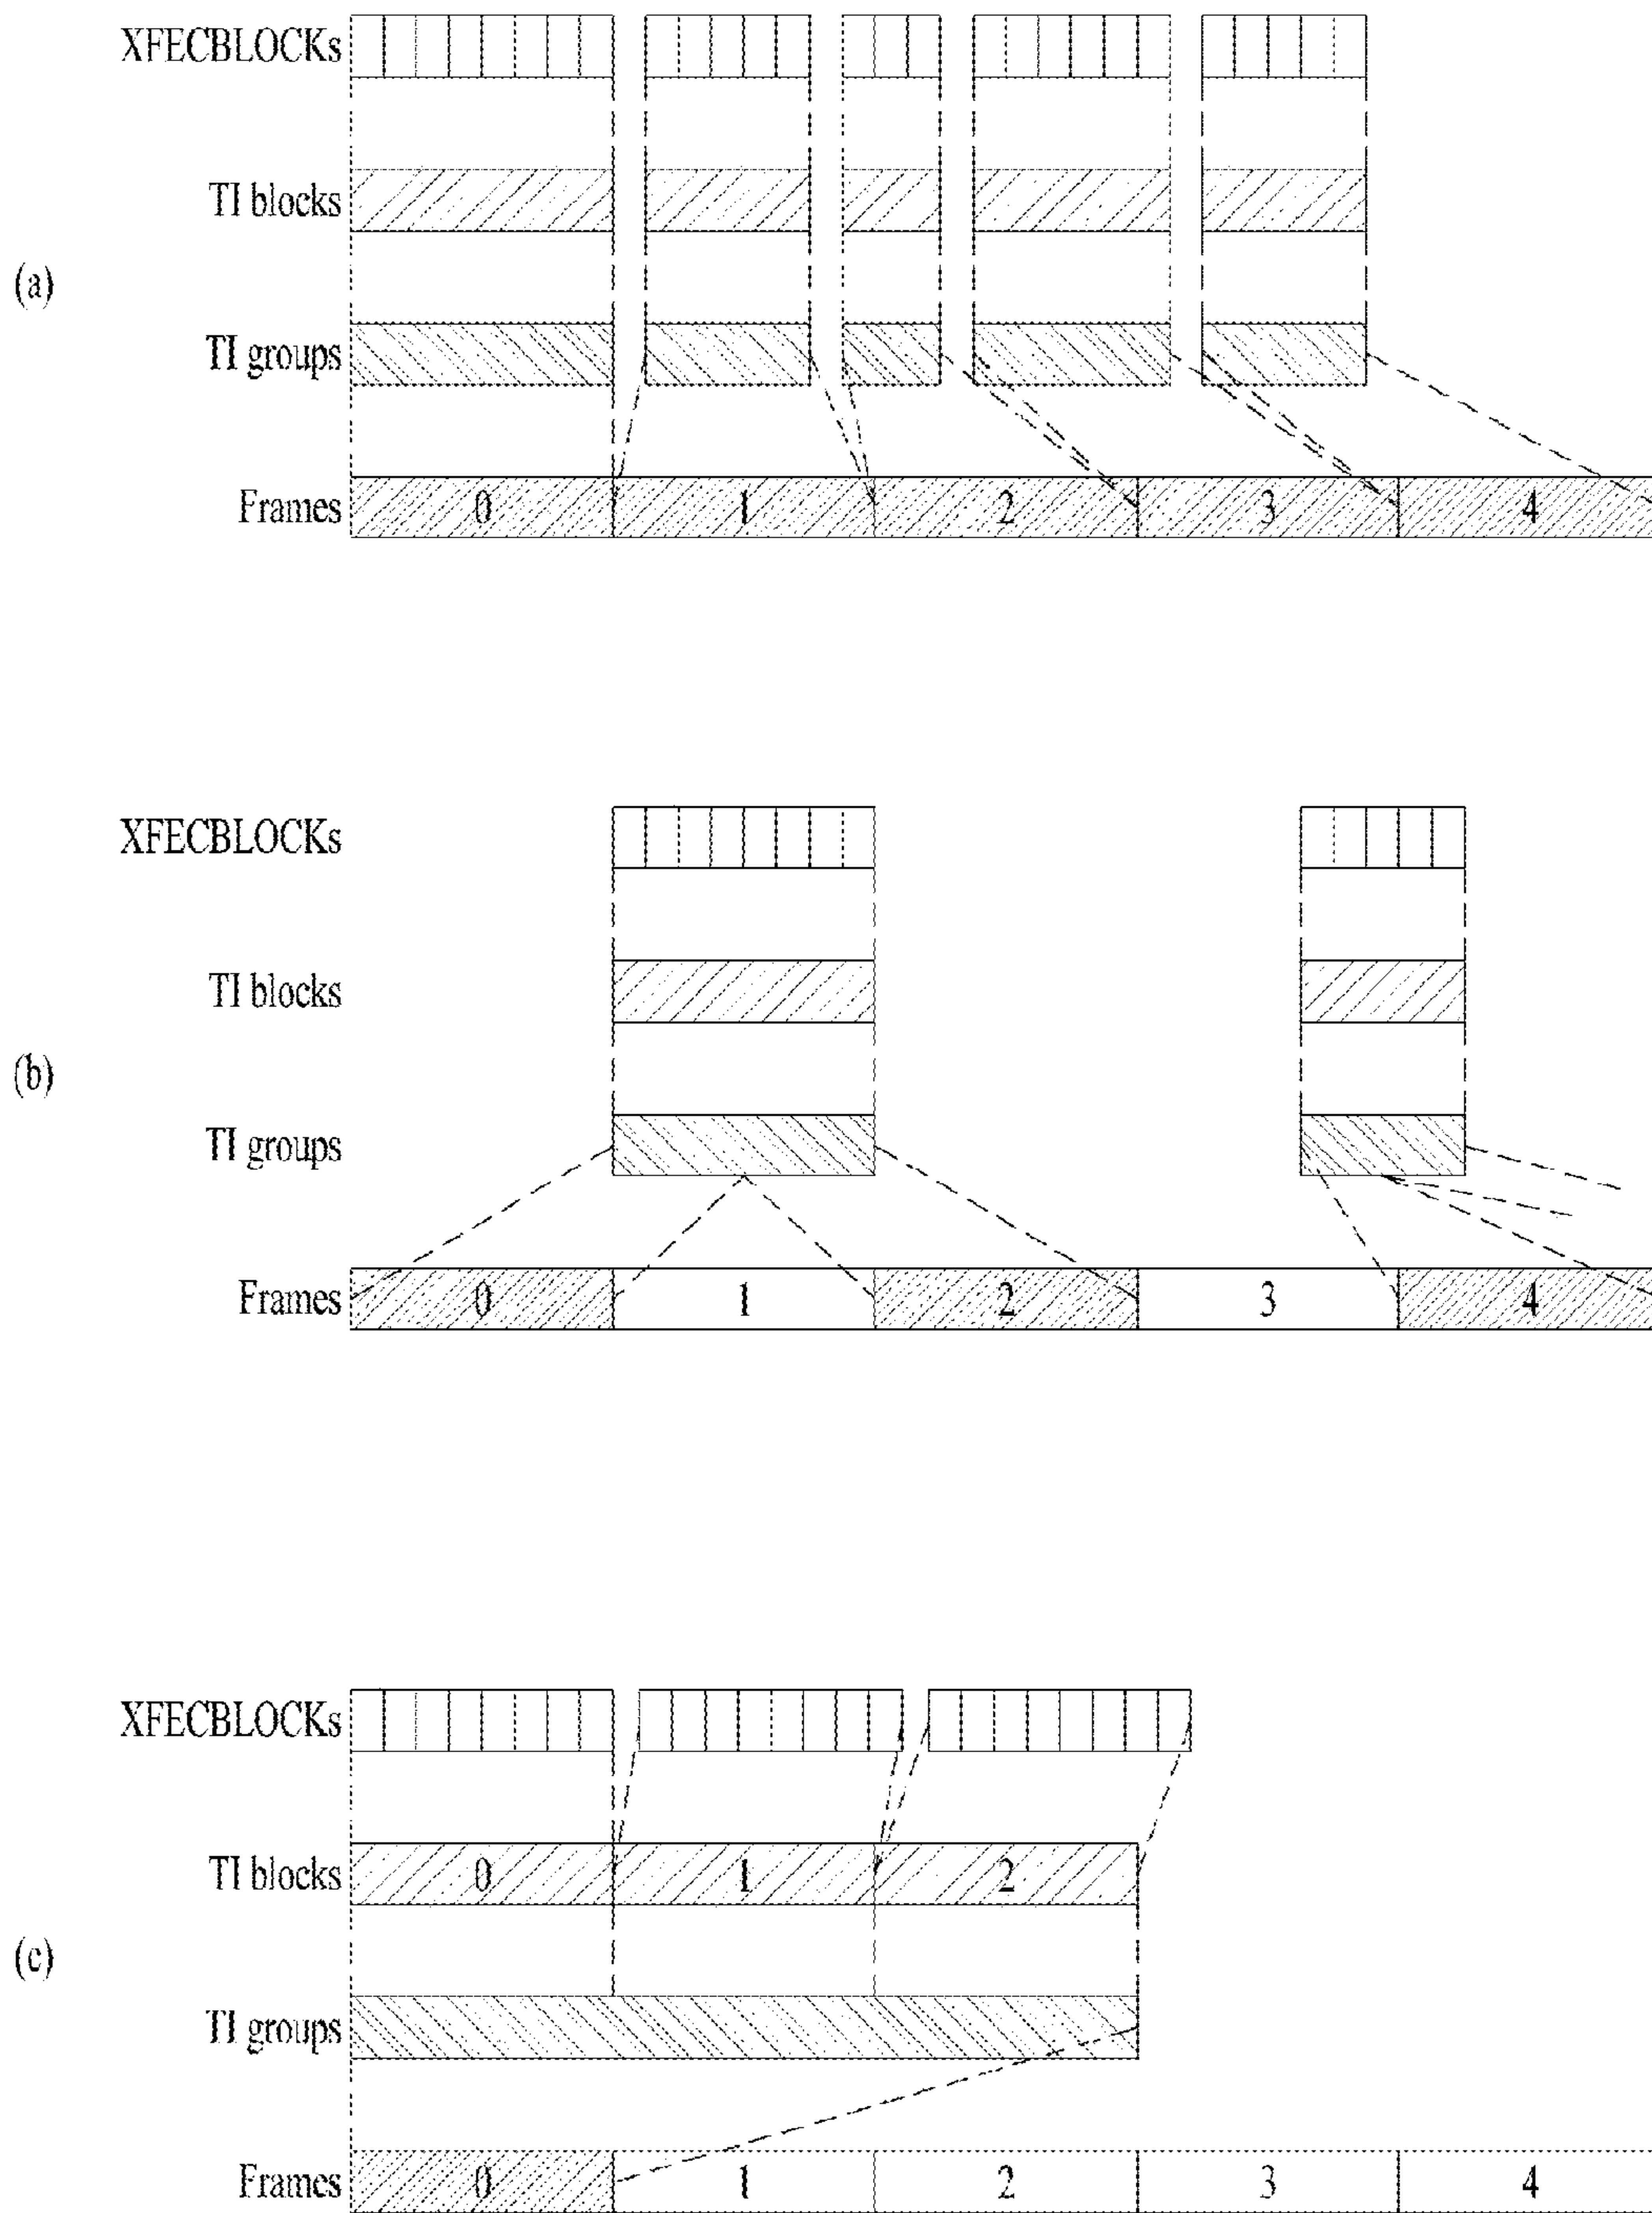 XFECBLOCKs
TI blocks
(a)
TI groups
Frames 0 1 2 3 4
XFECBLOCKs
TI blocks
(b)
TI groups
Frames 0 1 2 3 4
XFECBLOCKs
TI blocks 0 1 2
(c)
TI groups
Frames 0 1 2 3 4